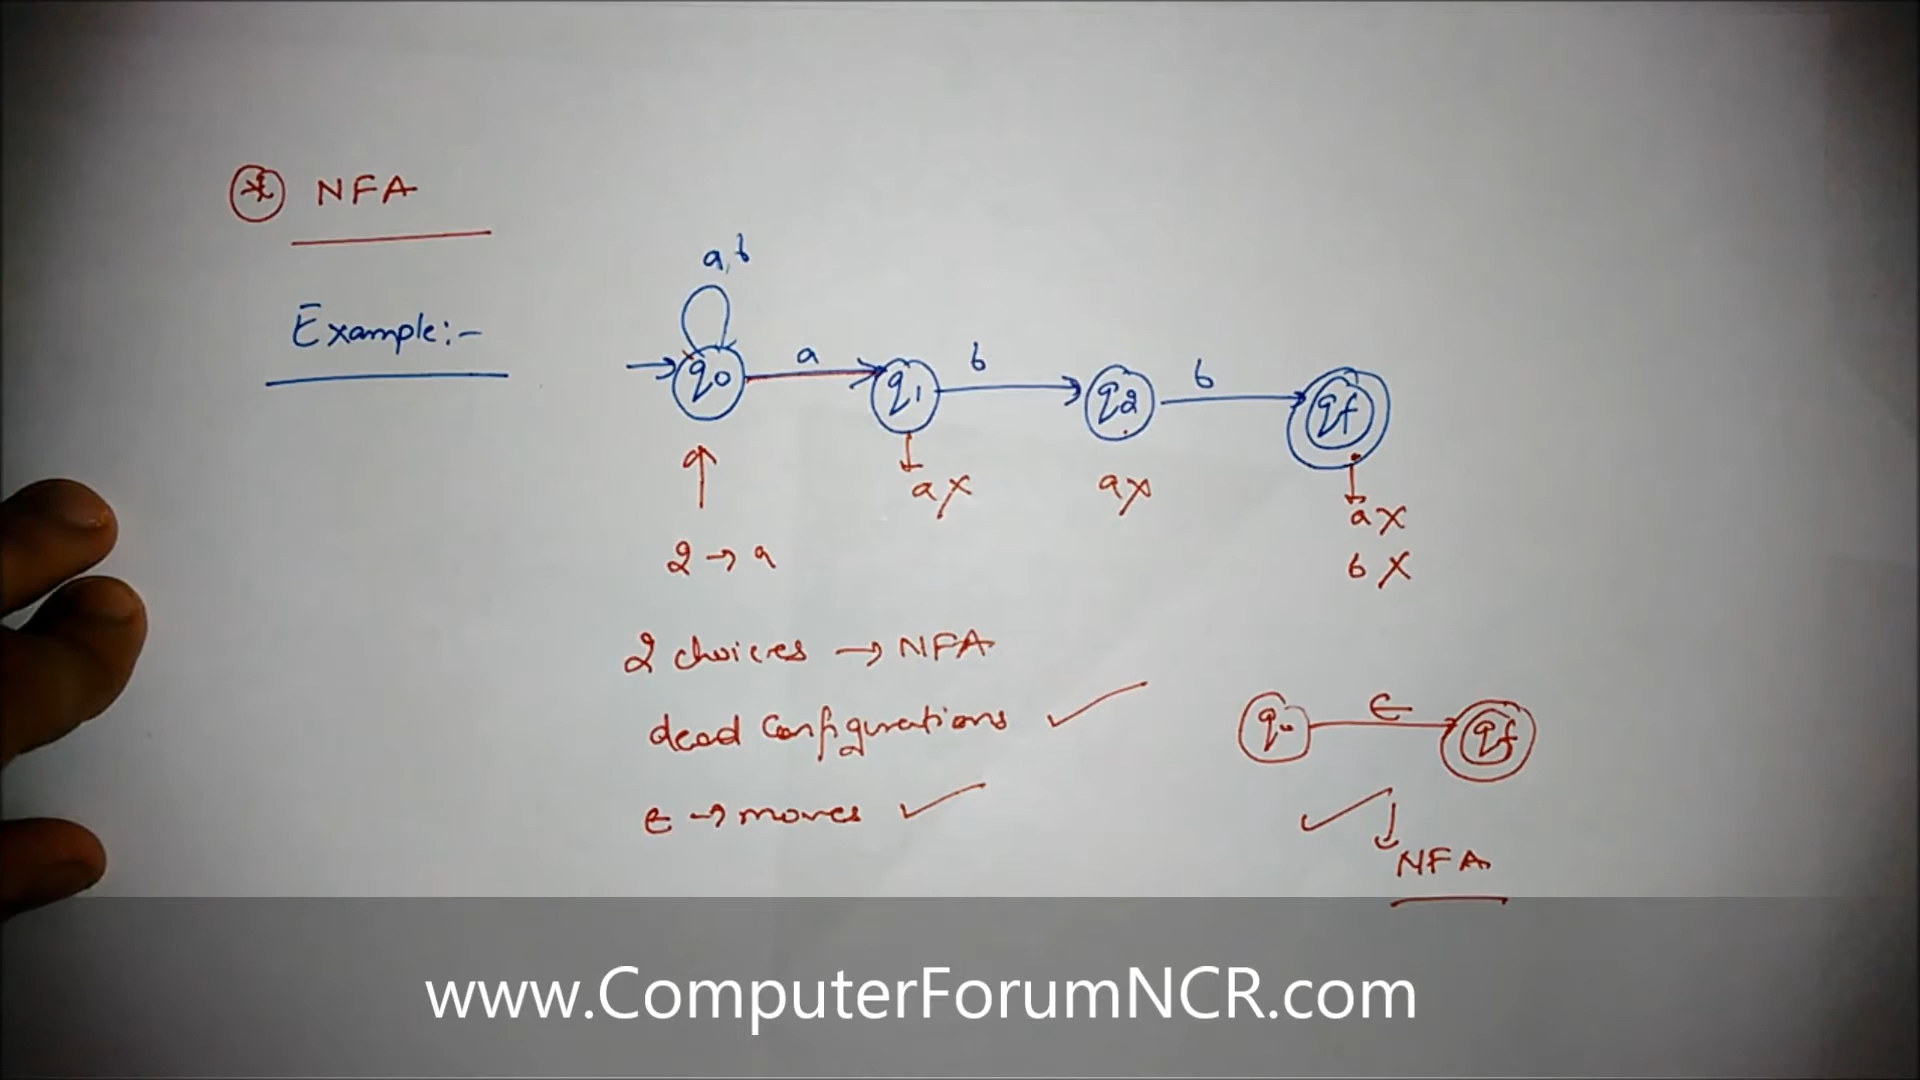 * NFA
Example:-
a,b
q0 a q1 b q2 b qf
a x
a x
a x
b x
2 → a
2 choices → NFA
dead Configurations ✓
ϵ → moves ✓
q0 ϵ qf
✓
NFA
www.ComputerForumNCR.com